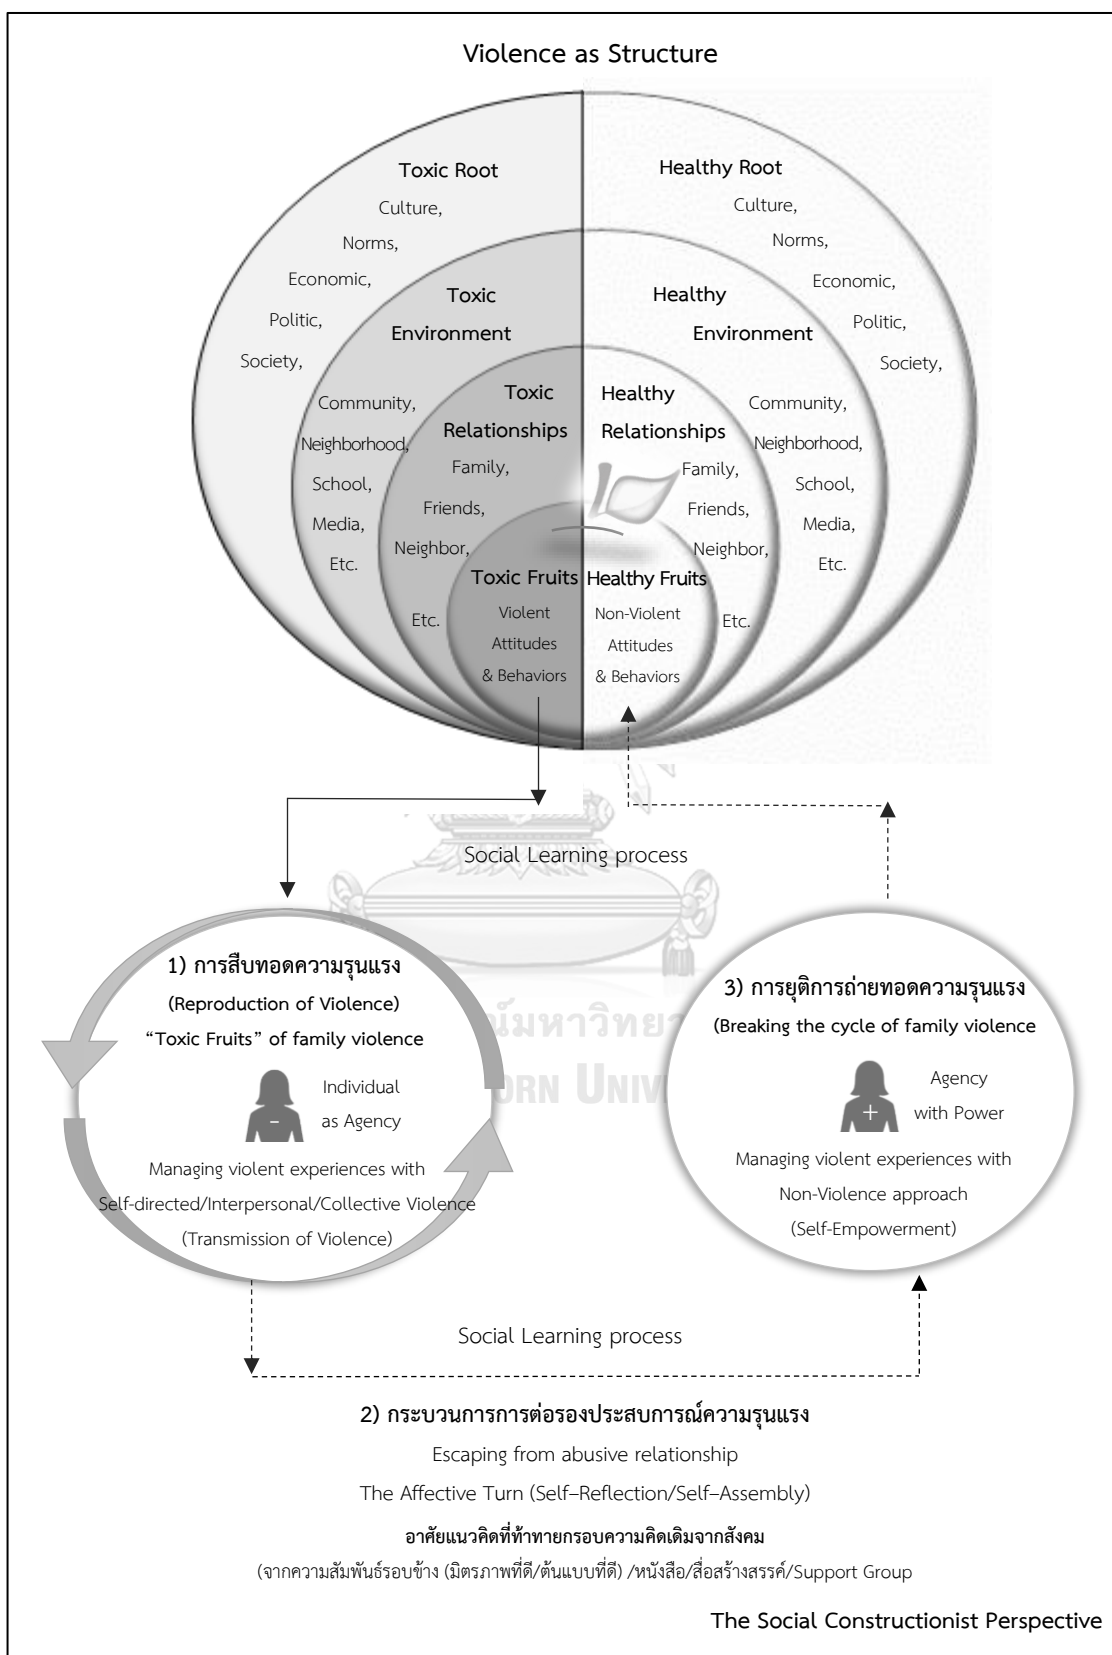 Violence as Structure
Toxic Root
Culture,
Norms,
Economic,
Politic,
Society,
Toxic
Environment
Community,
Neighborhood,
School,
Media,
Etc.
Toxic
Relationships
Family,
Friends,
Neighbor,
Etc.
Toxic Fruits
Violent
Attitudes
& Behaviors
Healthy Root
Culture,
Norms,
Economic,
Politic,
Society,
Healthy
Environment
Community,
Neighborhood,
School,
Media,
Etc.
Healthy
Relationships
Family,
Friends,
Neighbor,
Etc.
Healthy Fruits
Non-Violent
Attitudes
& Behaviors
Social Learning process
1) การสืบทอดความรุนแรง
(Reproduction of Violence)
“Toxic Fruits” of family violence
-
Individual
as Agency
Managing violent experiences with
Self-directed/Interpersonal/Collective Violence
(Transmission of Violence)
3) การยุติการถ่ายทอดความรุนแรง
(Breaking the cycle of family violence
+
Agency
with Power
Managing violent experiences with
Non-Violence approach
(Self-Empowerment)
Social Learning process
2) กระบวนการการต่อรองประสบการณ์ความรุนแรง
Escaping from abusive relationship
The Affective Turn (Self–Reflection/Self–Assembly)
อาศัยแนวคิดที่ท้าทายกรอบความคิดเดิมจากสังคม
(จากความสัมพันธ์รอบข้าง (มิตรภาพที่ดี/ต้นแบบที่ดี) /หนังสือ/สื่อสร้างสรรค์/Support Group
The Social Constructionist Perspective